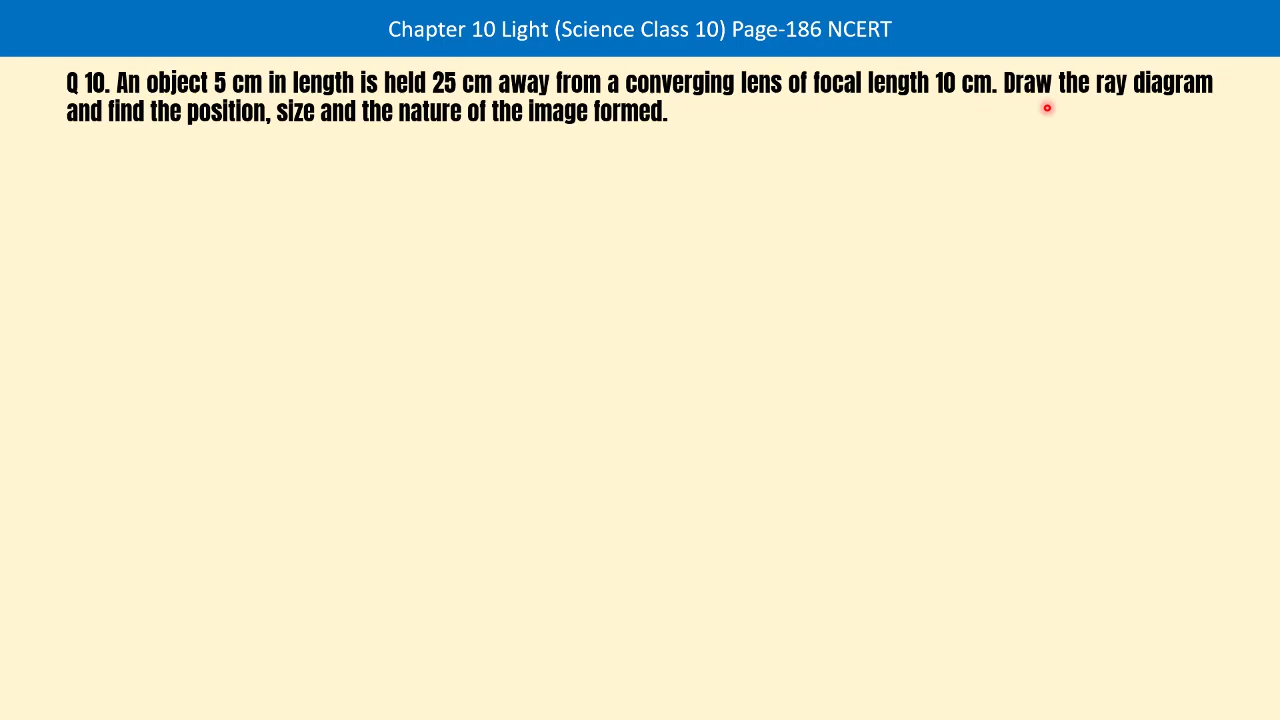 Chapter 10 Light (Science Class 10) Page-186 NCERT
Q 10. An object 5 cm in length is held 25 cm away from a converging lens of focal length 10 cm. Draw the ray diagram
and find the position, size and the nature of the image formed.